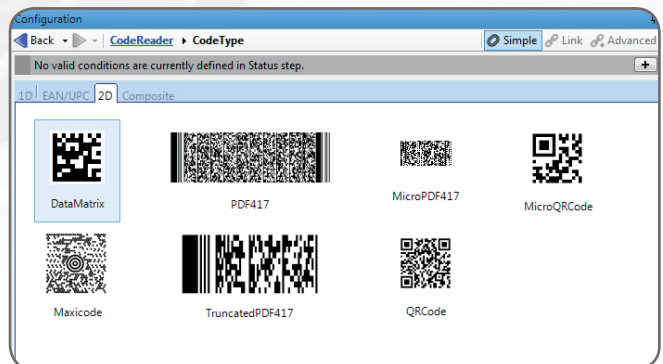 Configuration
Back CodeReader CodeType Simple Link Advanced
No valid conditions are currently defined in Status step.
1D EAN/UPC 2D Composite
DataMatrix PDF417 MicroPDF417 MicroQRCode
Maxicode TruncatedPDF417 QRCode